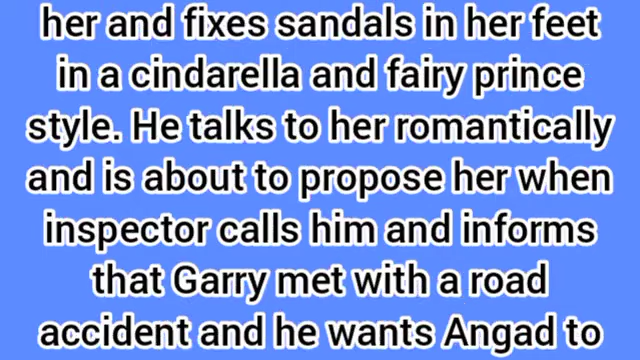 her and fixes sandals in her feet
in a cindarella and fairy prince
style. He talks to her romantically
and is about to propose her when
inspector calls him and informs
that Garry met with a road
accident and he wants Angad to